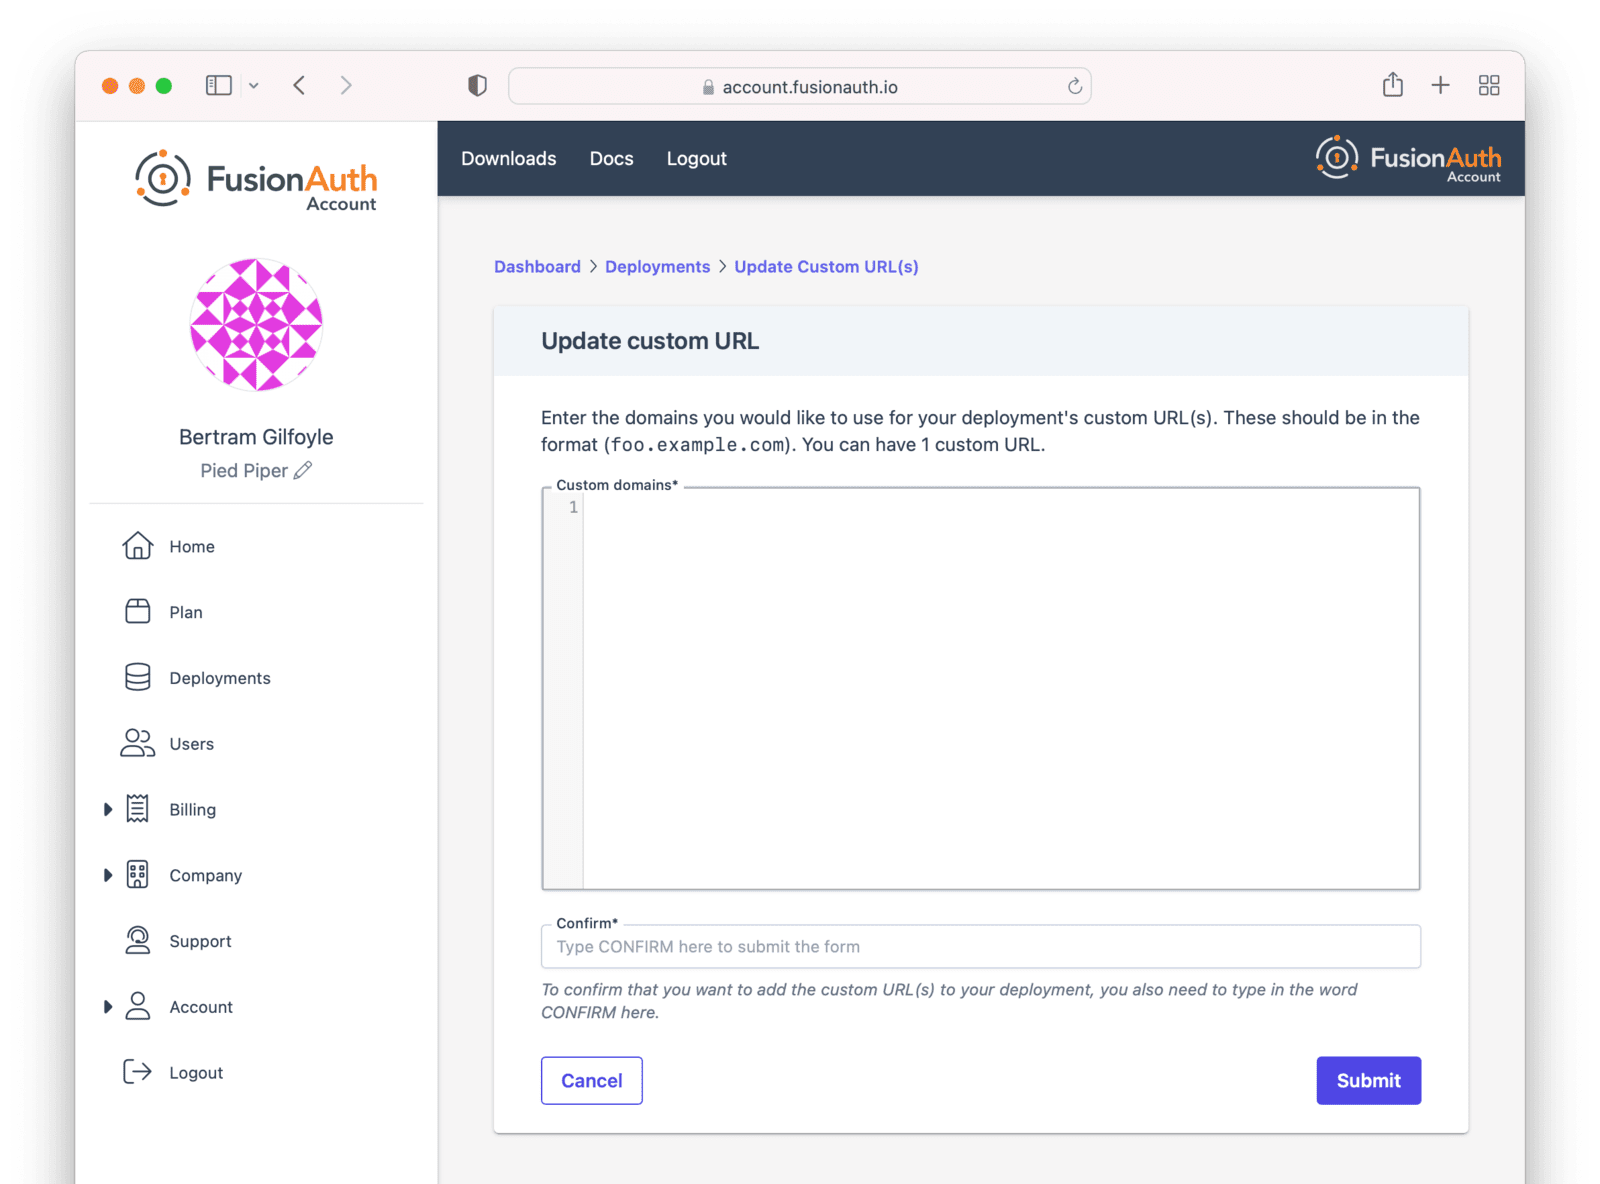 account.fusionauth.io
FusionAuth
Account
Downloads Docs Logout
FusionAuth
Account
Bertram Gilfoyle
Pied Piper
Home
Plan
Deployments
Users
Billing
Company
Support
Account
Logout
Dashboard > Deployments > Update Custom URL(s)
Update custom URL
Enter the domains you would like to use for your deployment's custom URL(s). These should be in the
format (foo.example.com). You can have 1 custom URL.
Custom domains*
1
Confirm*
Type CONFIRM here to submit the form
To confirm that you want to add the custom URL(s) to your deployment, you also need to type in the word
CONFIRM here.
Cancel
Submit